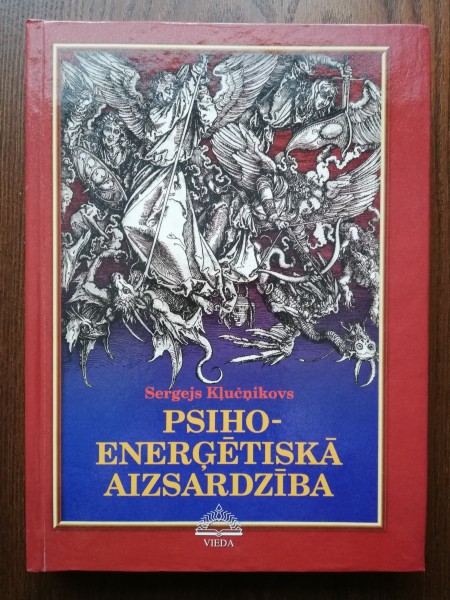 Sergejs Kļučņikovs
PSIHO-
ENERĢĒTISKĀ
AIZSARDZĪBA
VIEDA